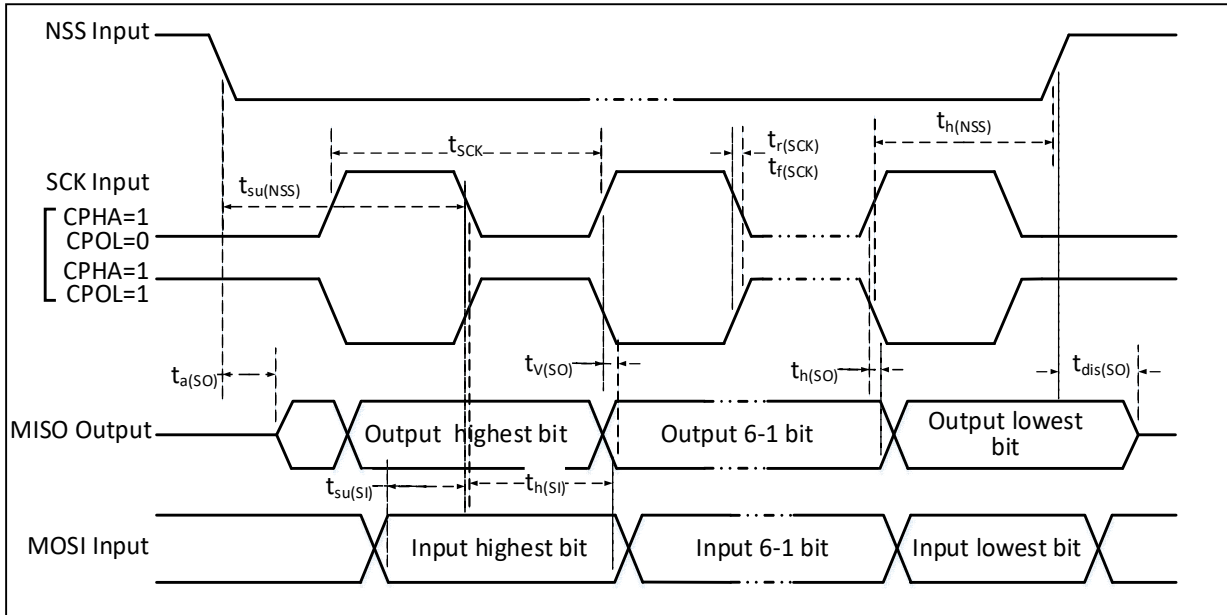 NSS Input
t_SCK
t_r(SCK)
t_f(SCK)
t_h(NSS)
SCK Input
t_su(NSS)
CPHA=1
CPOL=0
CPHA=1
CPOL=1
t_a(SO)
t_V(SO)
t_h(SO)
t_dis(SO)
MISO Output
Output highest bit
Output 6-1 bit
Output lowest
bit
t_su(SI)
t_h(SI)
MOSI Input
Input highest bit
Input 6-1 bit
Input lowest bit